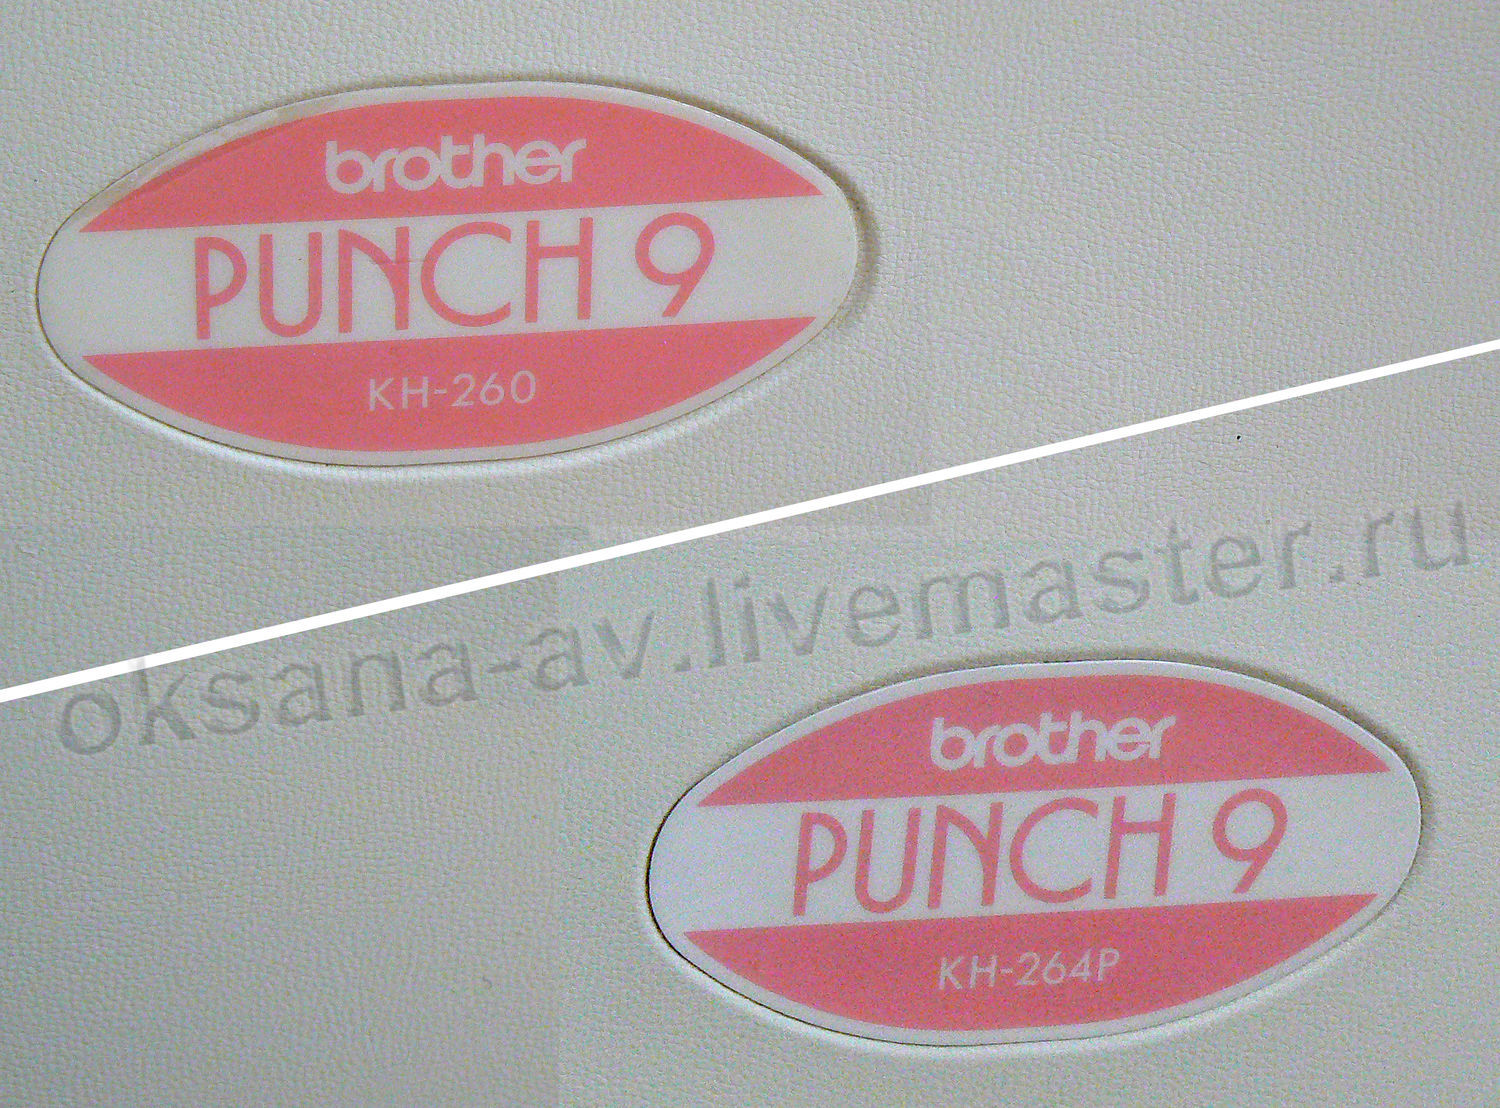 brother
PUNCH 9
KH-260
oksana-av.livemaster.ru
brother
PUNCH 9
KH-264P